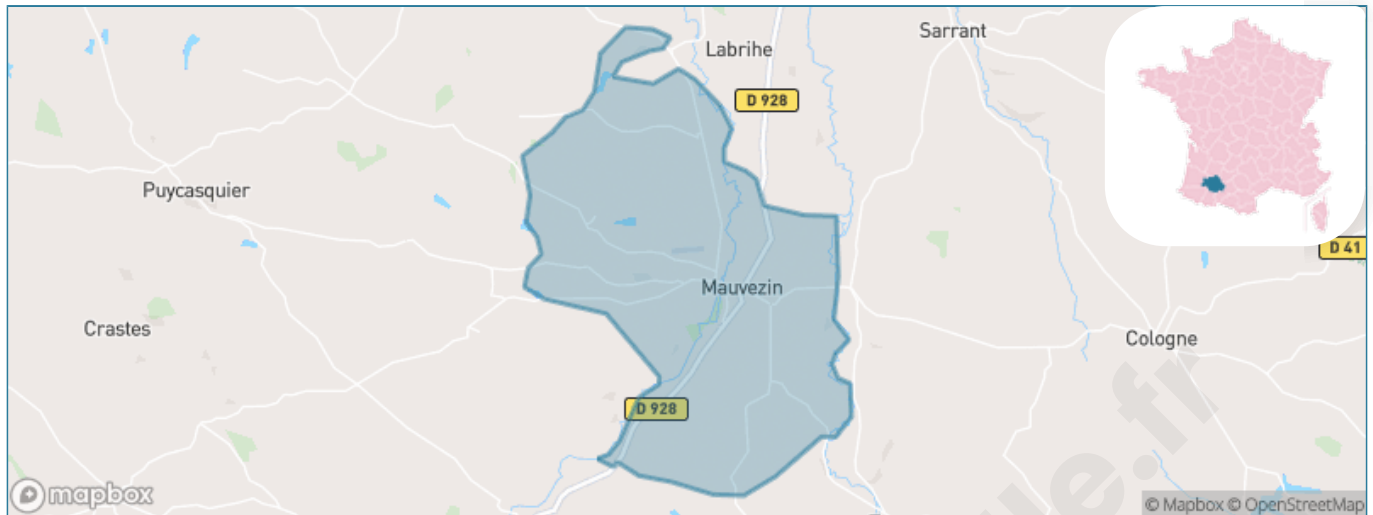 Sarrant
Labrihe
D 928
Puycasquier
D 41
Mauvezin
Crastes
Cologne
D 928
mapbox
© Mapbox © OpenStreetMap